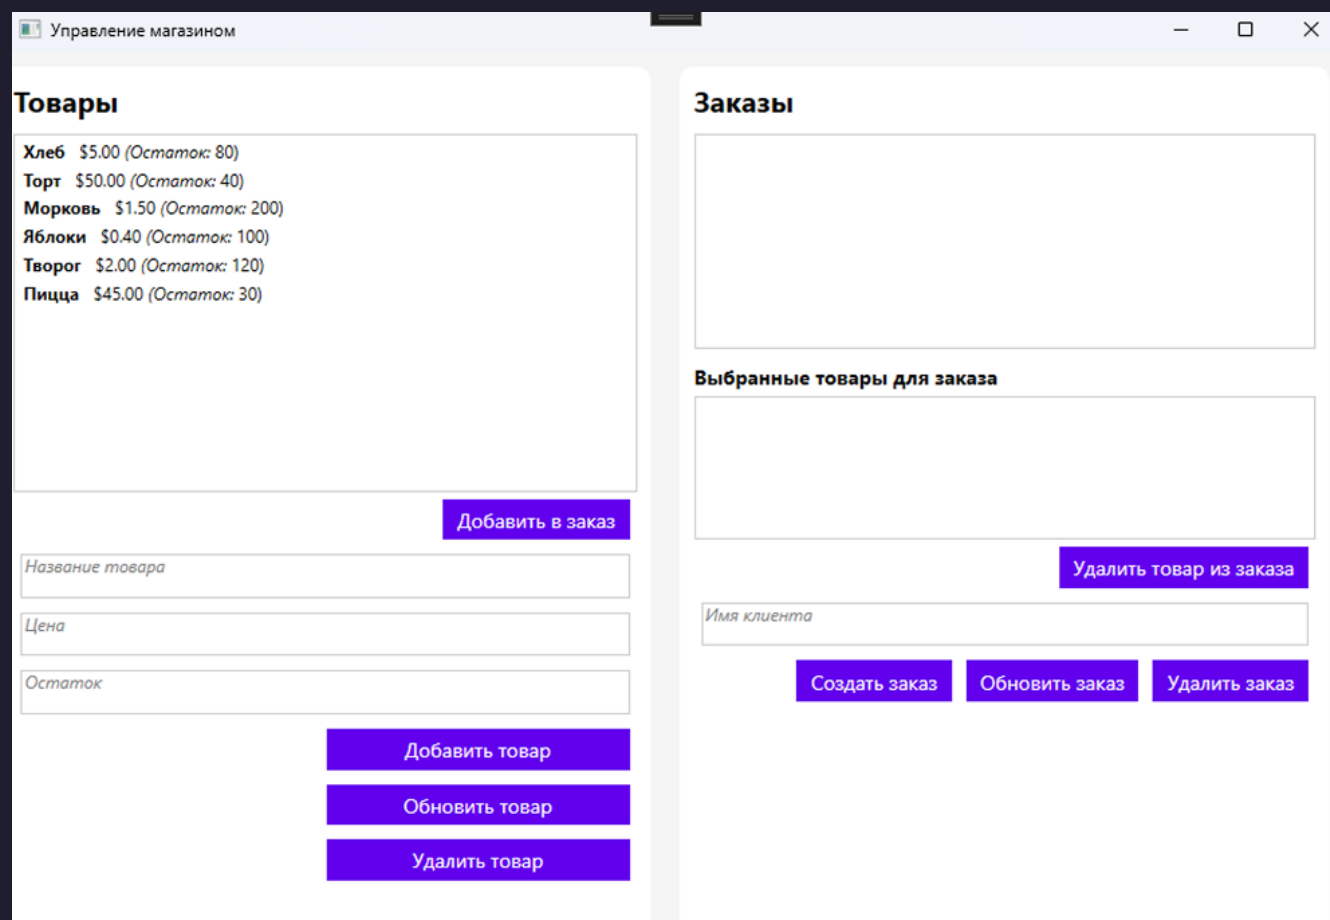 Управление магазином
Товары
Хлеб $5.00 (Остаток: 80)
Торт $50.00 (Остаток: 40)
Морковь $1.50 (Остаток: 200)
Яблоки $0.40 (Остаток: 100)
Творог $2.00 (Остаток: 120)
Пицца $45.00 (Остаток: 30)
Добавить в заказ
Название товара
Цена
Остаток
Добавить товар
Обновить товар
Удалить товар
Заказы
Выбранные товары для заказа
Удалить товар из заказа
Имя клиента
Создать заказ Обновить заказ Удалить заказ